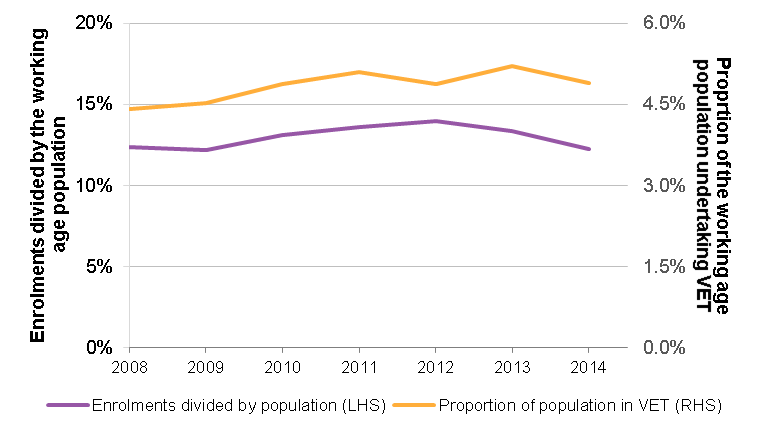 20%
15%
10%
5%
0%
Enrolments divided by the working
age population
6.0%
4.5%
3.0%
1.5%
0.0%
Proprtion of the working age
population undertaking VET
2008 2009 2010 2011 2012 2013 2014
Enrolments divided by population (LHS) Proportion of population in VET (RHS)